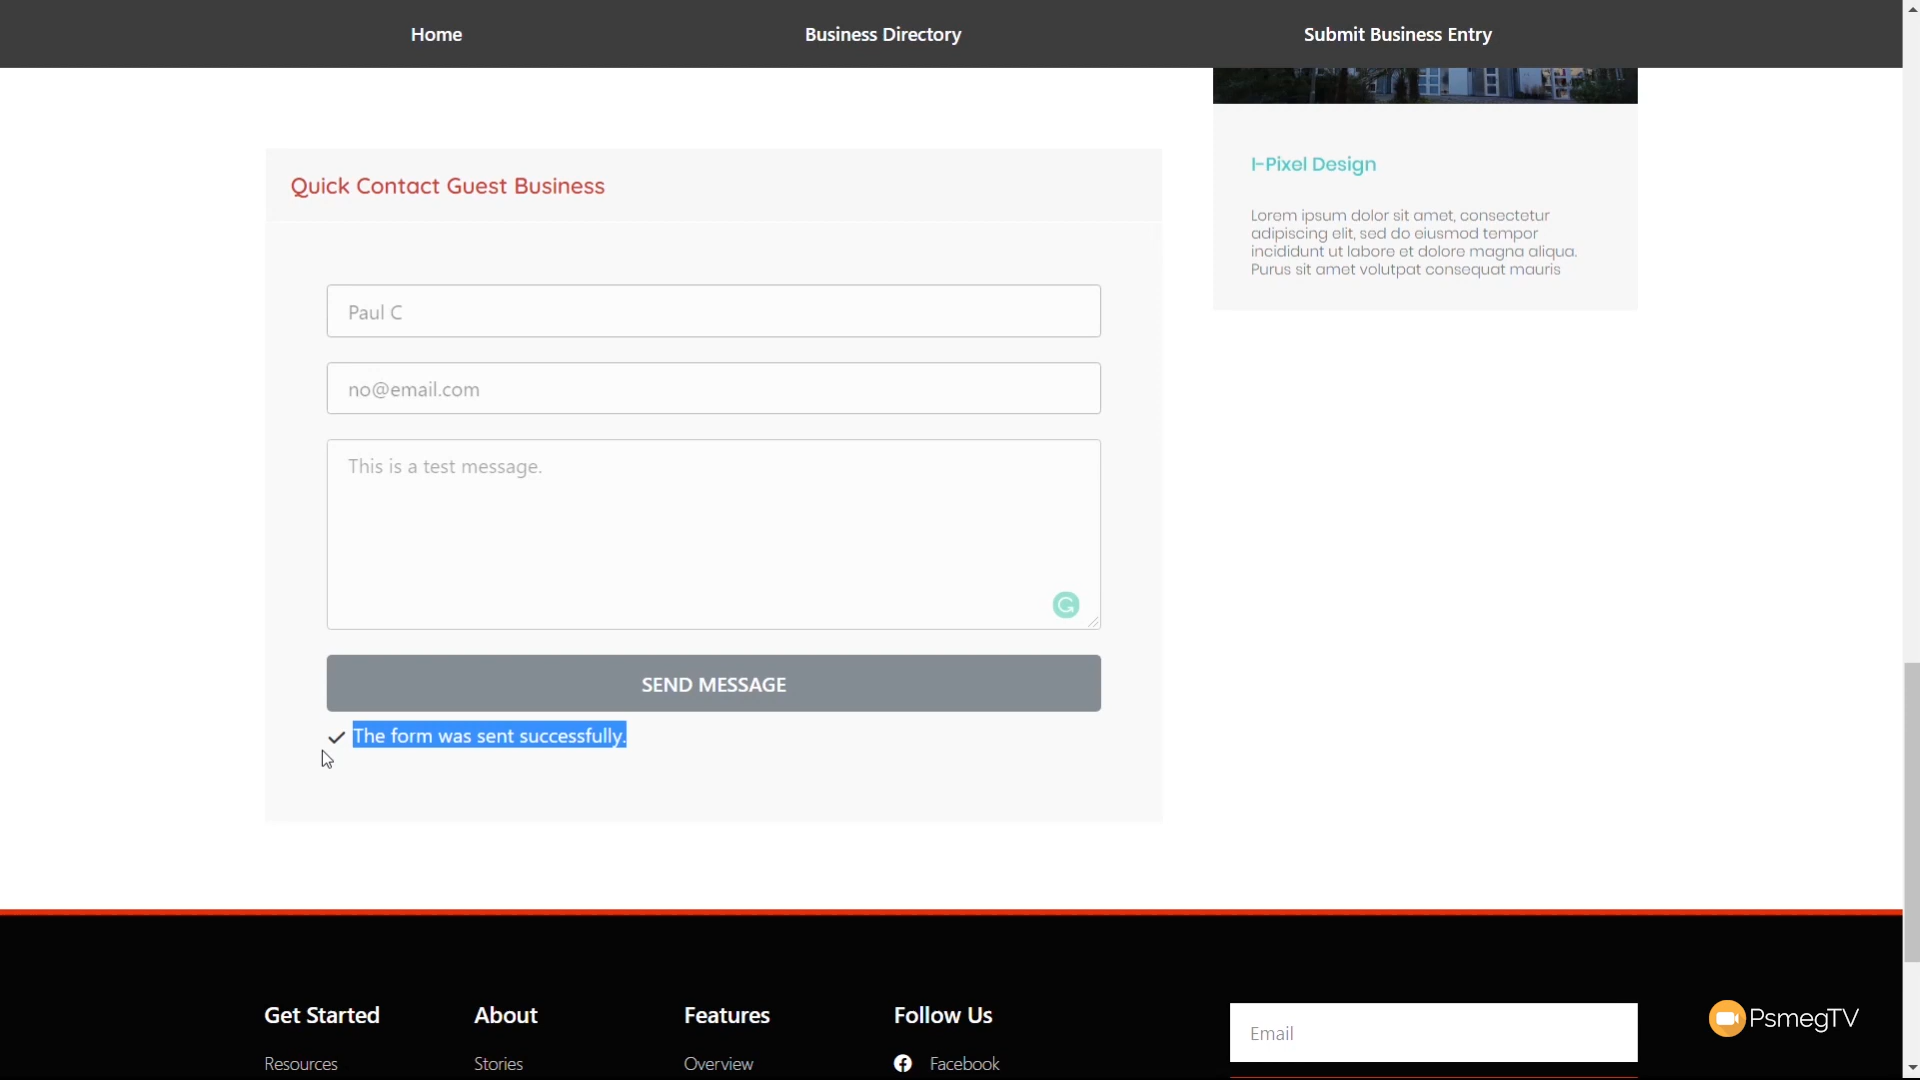 Home
Business Directory
Submit Business Entry
Quick Contact Guest Business
Paul C
no@email.com
This is a test message.
SEND MESSAGE
The form was sent successfully.
I-Pixel Design
Lorem ipsum dolor sit amet, consectetur
adipiscing elit, sed do eiusmod tempor
incididunt ut labore et dolore magna aliqua.
Purus sit amet volutpat consequat mauris
Get Started
Resources
About
Stories
Features
Overview
Follow Us
Facebook
Email
PsmegTV